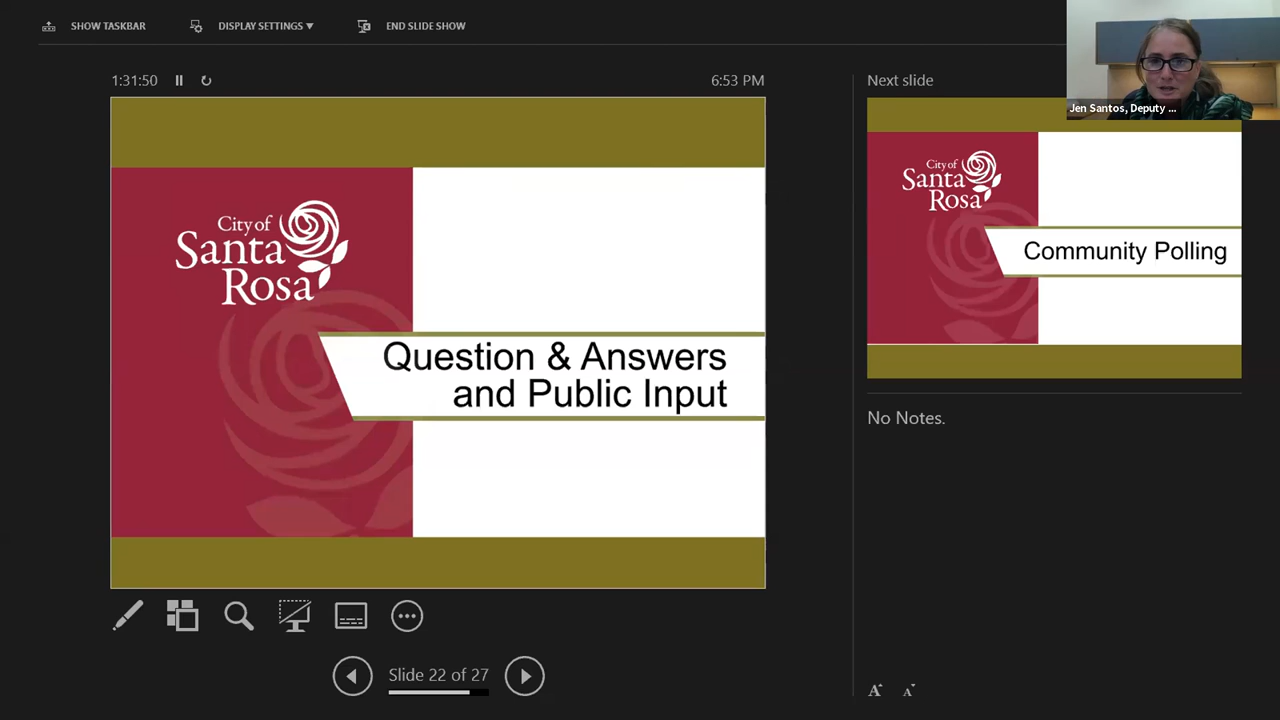 SHOW TASKBAR
DISPLAY SETTINGS ▼
END SLIDE SHOW
1:31:50
6:53 PM
City of
Santa
Rosa
Question & Answers
and Public Input
Slide 22 of 27
Next slide
Jen Santos, Deputy ...
City of
Santa
Rosa
Community Polling
No Notes.
A
A